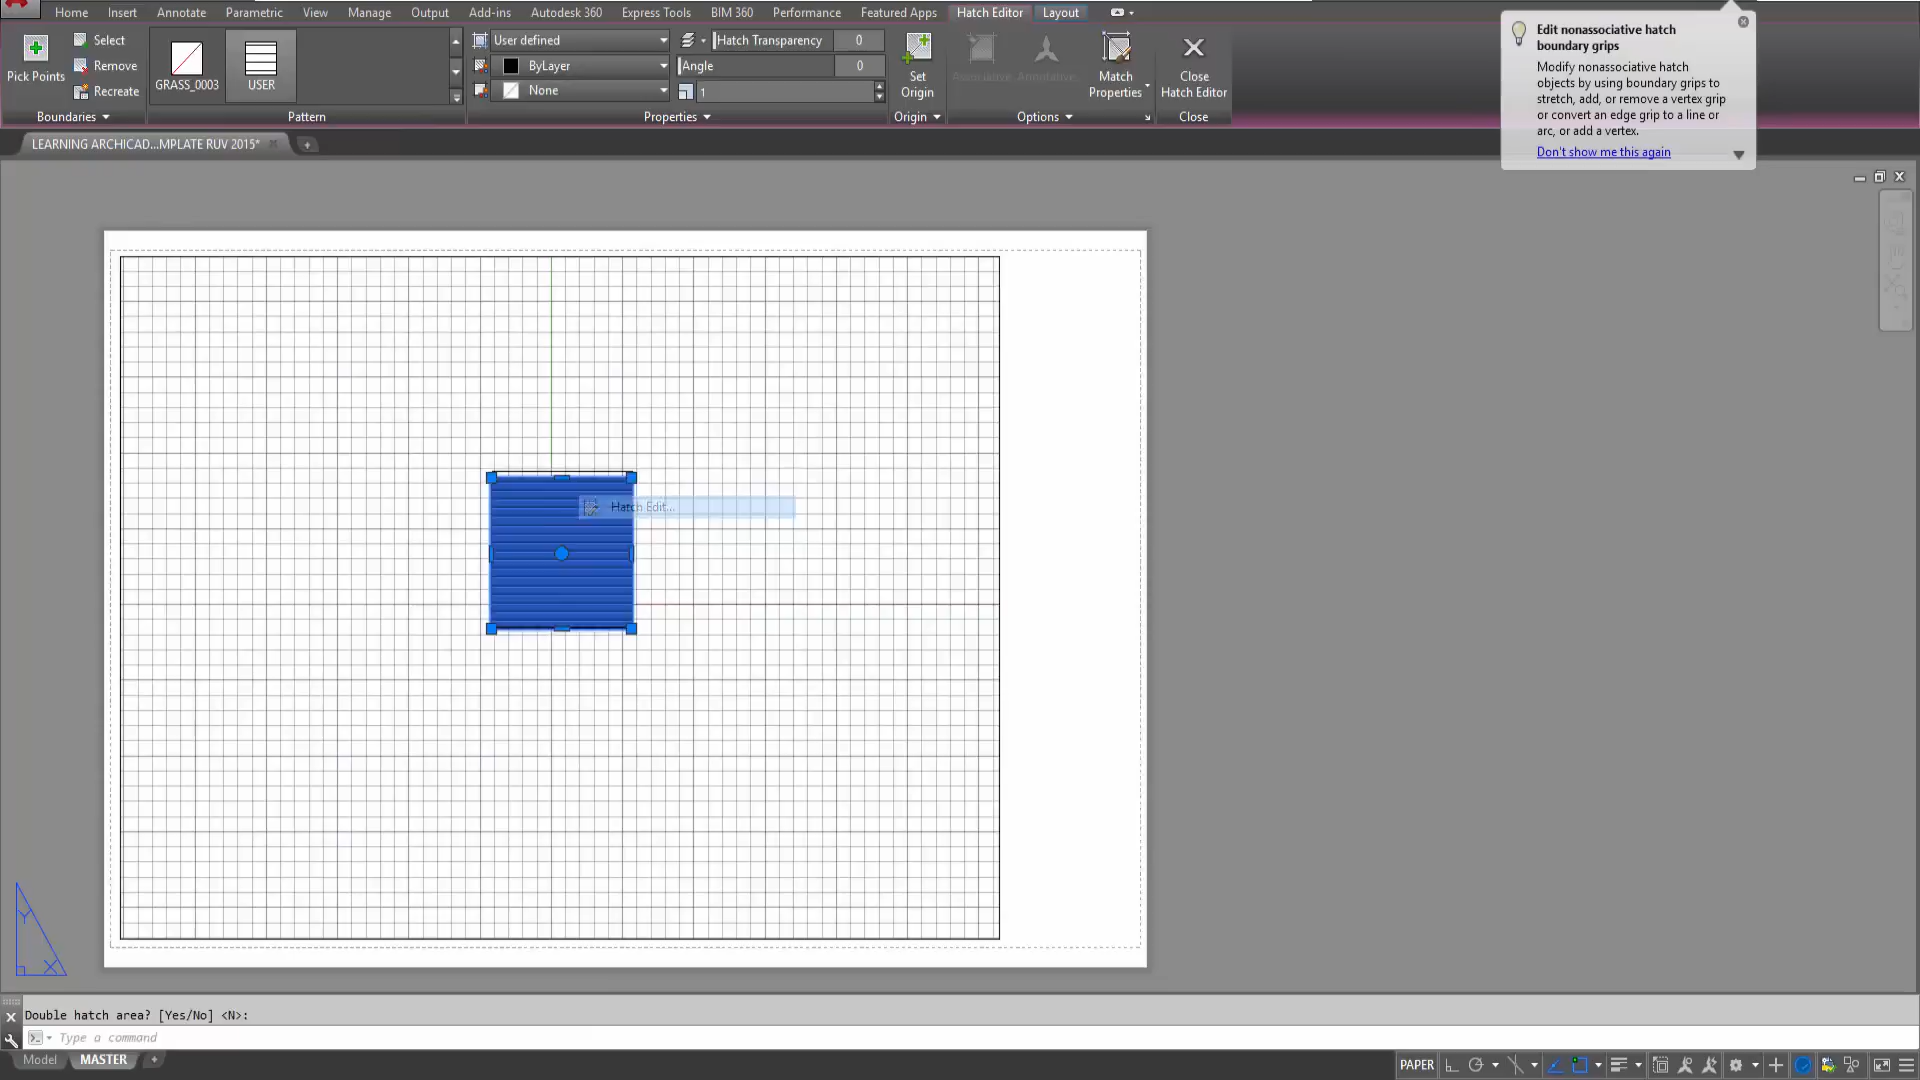 Home Insert Annotate Parametric View Manage Output Add-ins Autodesk 360 Express Tools BIM 360 Performance Featured Apps Hatch Editor Layout
Pick Points
Select
Remove
Recreate
Boundaries
GRASS_0003
USER
Pattern
User defined
ByLayer
None
Hatch Transparency 0
Angle 0
1
Properties
Set
Origin
Origin
Associative
Annotative
Match
Properties
Options
Close
Hatch Editor
Close
Edit nonassociative hatch
boundary grips
Modify nonassociative hatch
objects by using boundary grips to
stretch, add, or remove a vertex grip
or convert an edge grip to a line or
arc, or add a vertex.
Don't show me this again
LEARNING ARCHICAD...MPLATE RUV 2015*
Hatch Edit...
Y
X
Double hatch area? [Yes/No] <N>:
Type a command
Model MASTER
PAPER